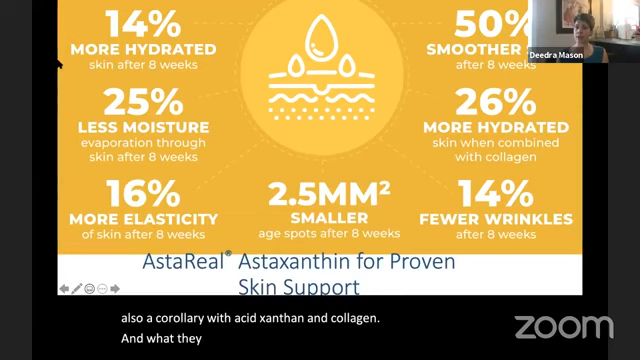 14%
MORE HYDRATED
skin after 8 weeks
25%
LESS MOISTURE
evaporation through
skin after 8 weeks
16%
MORE ELASTICITY
of skin after 8 weeks
2.5MM²
SMALLER
age spots after 8 weeks
50%
SMOOTHER
after 8 weeks
26%
MORE HYDRATED
skin when combined
with collagen
14%
FEWER WRINKLES
after 8 weeks
Deedra Mason
AstaReal® Astaxanthin for Proven
Skin Support
also a corollary with acid xanthan and collagen.
And what they
zoom